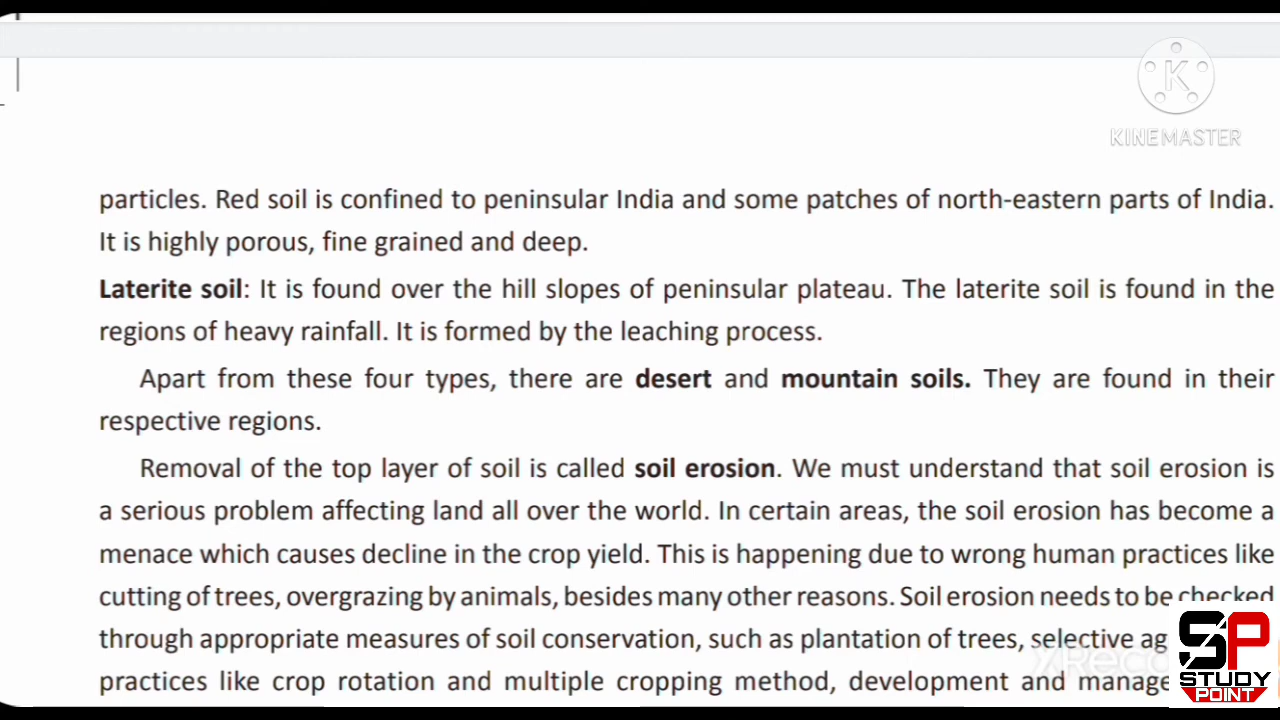 KINEMASTER
particles. Red soil is confined to peninsular India and some patches of north-eastern parts of India.
It is highly porous, fine grained and deep.
Laterite soil: It is found over the hill slopes of peninsular plateau. The laterite soil is found in the
regions of heavy rainfall. It is formed by the leaching process.
Apart from these four types, there are desert and mountain soils. They are found in their
respective regions.
Removal of the top layer of soil is called soil erosion. We must understand that soil erosion is
a serious problem affecting land all over the world. In certain areas, the soil erosion has become a
menace which causes decline in the crop yield. This is happening due to wrong human practices like
cutting of trees, overgrazing by animals, besides many other reasons. Soil erosion needs to be checked
through appropriate measures of soil conservation, such as plantation of trees, selective ag
practices like crop rotation and multiple cropping method, development and manage
SP
STUDY
POINT